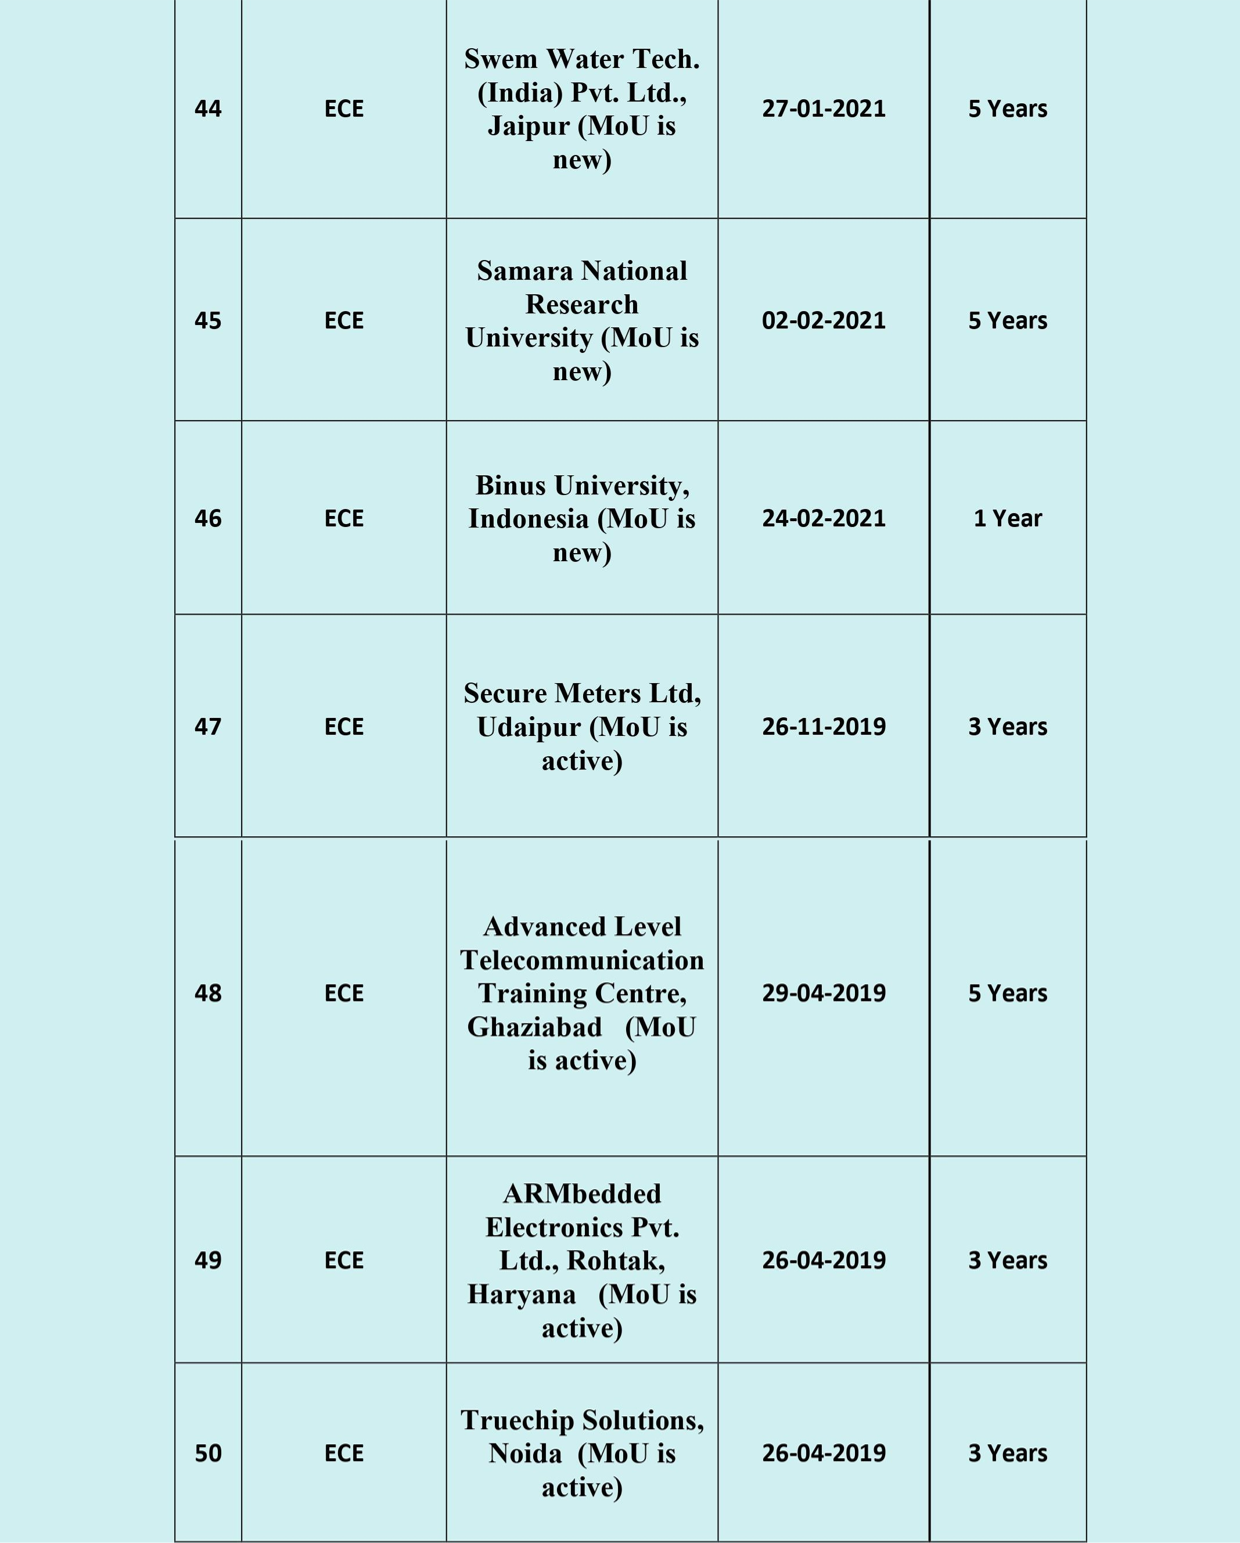 44
ECE
Swem Water Tech.
(India) Pvt. Ltd.,
Jaipur (MoU is
new)
27-01-2021
5 Years
45
ECE
Samara National
Research
University (MoU is
new)
02-02-2021
5 Years
46
ECE
Binus University,
Indonesia (MoU is
new)
24-02-2021
1 Year
47
ECE
Secure Meters Ltd,
Udaipur (MoU is
active)
26-11-2019
3 Years
48
ECE
Advanced Level
Telecommunication
Training Centre,
Ghaziabad (MoU
is active)
29-04-2019
5 Years
49
ECE
ARMbedded
Electronics Pvt.
Ltd., Rohtak,
Haryana (MoU is
active)
26-04-2019
3 Years
50
ECE
Truechip Solutions,
Noida (MoU is
active)
26-04-2019
3 Years